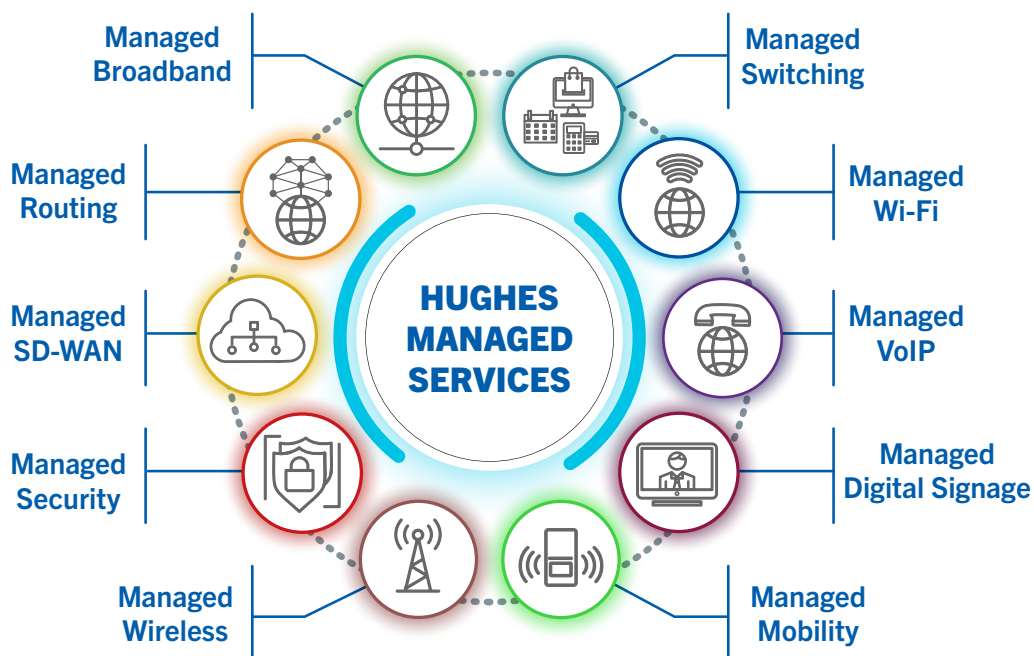 Managed
Broadband
Managed
Switching
Managed
Routing
Managed
Wi-Fi
HUGHES
MANAGED
SERVICES
Managed
SD-WAN
Managed
VoIP
Managed
Security
Managed
Digital Signage
Managed
Wireless
Managed
Mobility